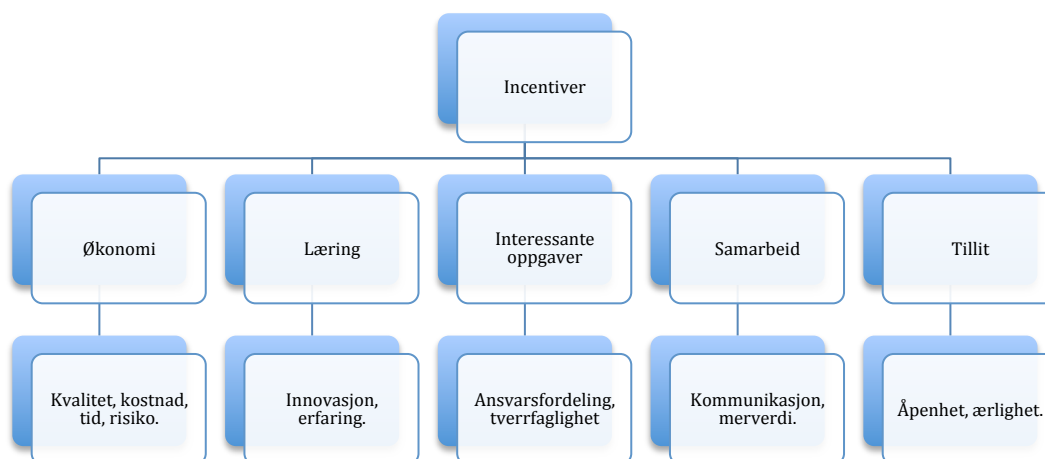 Incentiver
Økonomi
Læring
Interessante
oppgaver
Samarbeid
Tillit
Kvalitet, kostnad,
tid, risiko.
Innovasjon,
erfaring.
Ansvarsfordeling,
tverrfaglighet
Kommunikasjon,
merverdi.
Åpenhet, ærlighet.